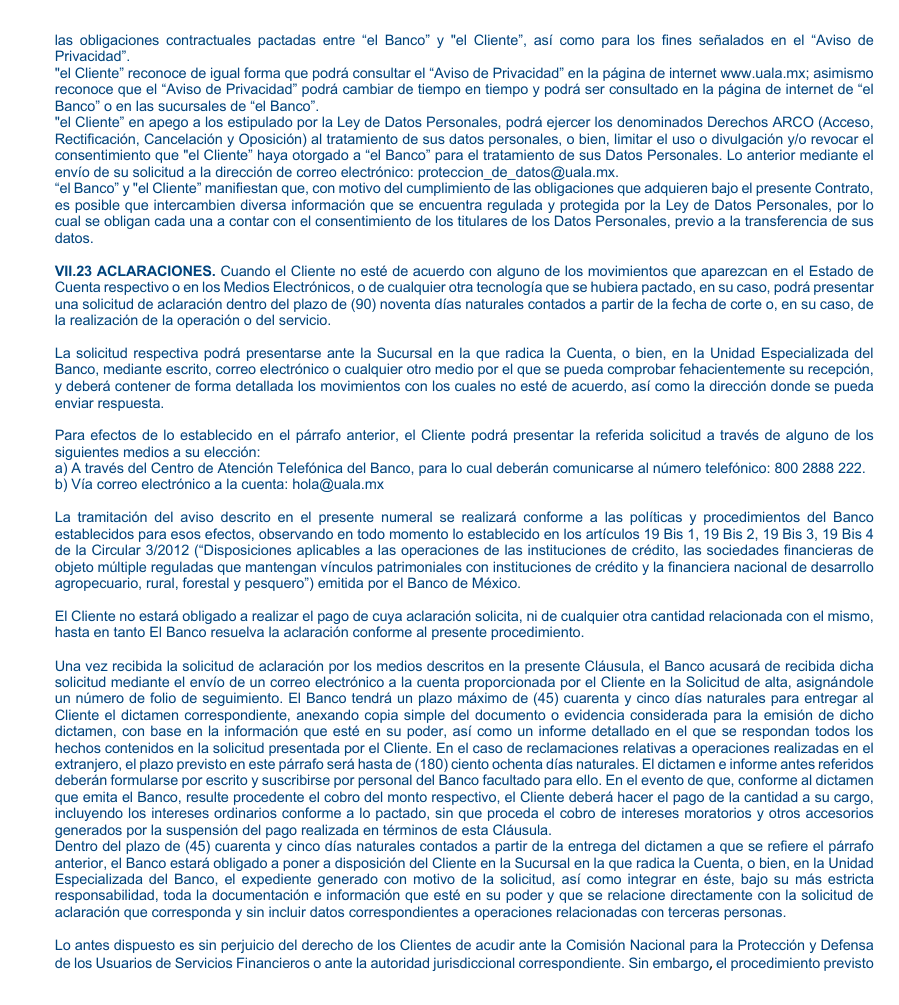 las obligaciones contractuales pactadas entre “el Banco” y "el Cliente”, así como para los fines señalados en el “Aviso de
Privacidad”.
"el Cliente” reconoce de igual forma que podrá consultar el “Aviso de Privacidad” en la página de internet www.uala.mx; asimismo
reconoce que el “Aviso de Privacidad” podrá cambiar de tiempo en tiempo y podrá ser consultado en la página de internet de “el
Banco” o en las sucursales de “el Banco”.
"el Cliente” en apego a los estipulado por la Ley de Datos Personales, podrá ejercer los denominados Derechos ARCO (Acceso,
Rectificación, Cancelación y Oposición) al tratamiento de sus datos personales, o bien, limitar el uso o divulgación y/o revocar el
consentimiento que "el Cliente” haya otorgado a “el Banco” para el tratamiento de sus Datos Personales. Lo anterior mediante el
envío de su solicitud a la dirección de correo electrónico: proteccion_de_datos@uala.mx.
“el Banco” y "el Cliente” manifiestan que, con motivo del cumplimiento de las obligaciones que adquieren bajo el presente Contrato,
es posible que intercambien diversa información que se encuentra regulada y protegida por la Ley de Datos Personales, por lo
cual se obligan cada una a contar con el consentimiento de los titulares de los Datos Personales, previo a la transferencia de sus
datos.
VII.23 ACLARACIONES. Cuando el Cliente no esté de acuerdo con alguno de los movimientos que aparezcan en el Estado de
Cuenta respectivo o en los Medios Electrónicos, o de cualquier otra tecnología que se hubiera pactado, en su caso, podrá presentar
una solicitud de aclaración dentro del plazo de (90) noventa días naturales contados a partir de la fecha de corte o, en su caso, de
la realización de la operación o del servicio.
La solicitud respectiva podrá presentarse ante la Sucursal en la que radica la Cuenta, o bien, en la Unidad Especializada del
Banco, mediante escrito, correo electrónico o cualquier otro medio por el que se pueda comprobar fehacientemente su recepción,
y deberá contener de forma detallada los movimientos con los cuales no esté de acuerdo, así como la dirección donde se pueda
enviar respuesta.
Para efectos de lo establecido en el párrafo anterior, el Cliente podrá presentar la referida solicitud a través de alguno de los
siguientes medios a su elección:
a) A través del Centro de Atención Telefónica del Banco, para lo cual deberán comunicarse al número telefónico: 800 2888 222.
b) Vía correo electrónico a la cuenta: hola@uala.mx
La tramitación del aviso descrito en el presente numeral se realizará conforme a las políticas y procedimientos del Banco
establecidos para esos efectos, observando en todo momento lo establecido en los artículos 19 Bis 1, 19 Bis 2, 19 Bis 3, 19 Bis 4
de la Circular 3/2012 (“Disposiciones aplicables a las operaciones de las instituciones de crédito, las sociedades financieras de
objeto múltiple reguladas que mantengan vínculos patrimoniales con instituciones de crédito y la financiera nacional de desarrollo
agropecuario, rural, forestal y pesquero”) emitida por el Banco de México.
El Cliente no estará obligado a realizar el pago de cuya aclaración solicita, ni de cualquier otra cantidad relacionada con el mismo,
hasta en tanto El Banco resuelva la aclaración conforme al presente procedimiento.
Una vez recibida la solicitud de aclaración por los medios descritos en la presente Cláusula, el Banco acusará de recibida dicha
solicitud mediante el envío de un correo electrónico a la cuenta proporcionada por el Cliente en la Solicitud de alta, asignándole
un número de folio de seguimiento. El Banco tendrá un plazo máximo de (45) cuarenta y cinco días naturales para entregar al
Cliente el dictamen correspondiente, anexando copia simple del documento o evidencia considerada para la emisión de dicho
dictamen, con base en la información que esté en su poder, así como un informe detallado en el que se respondan todos los
hechos contenidos en la solicitud presentada por el Cliente. En el caso de reclamaciones relativas a operaciones realizadas en el
extranjero, el plazo previsto en este párrafo será hasta de (180) ciento ochenta días naturales. El dictamen e informe antes referidos
deberán formularse por escrito y suscribirse por personal del Banco facultado para ello. En el evento de que, conforme al dictamen
que emita el Banco, resulte procedente el cobro del monto respectivo, el Cliente deberá hacer el pago de la cantidad a su cargo,
incluyendo los intereses ordinarios conforme a lo pactado, sin que proceda el cobro de intereses moratorios y otros accesorios
generados por la suspensión del pago realizada en términos de esta Cláusula.
Dentro del plazo de (45) cuarenta y cinco días naturales contados a partir de la entrega del dictamen a que se refiere el párrafo
anterior, el Banco estará obligado a poner a disposición del Cliente en la Sucursal en la que radica la Cuenta, o bien, en la Unidad
Especializada del Banco, el expediente generado con motivo de la solicitud, así como integrar en éste, bajo su más estricta
responsabilidad, toda la documentación e información que esté en su poder y que se relacione directamente con la solicitud de
aclaración que corresponda y sin incluir datos correspondientes a operaciones relacionadas con terceras personas.
Lo antes dispuesto es sin perjuicio del derecho de los Clientes de acudir ante la Comisión Nacional para la Protección y Defensa
de los Usuarios de Servicios Financieros o ante la autoridad jurisdiccional correspondiente. Sin embargo, el procedimiento previsto